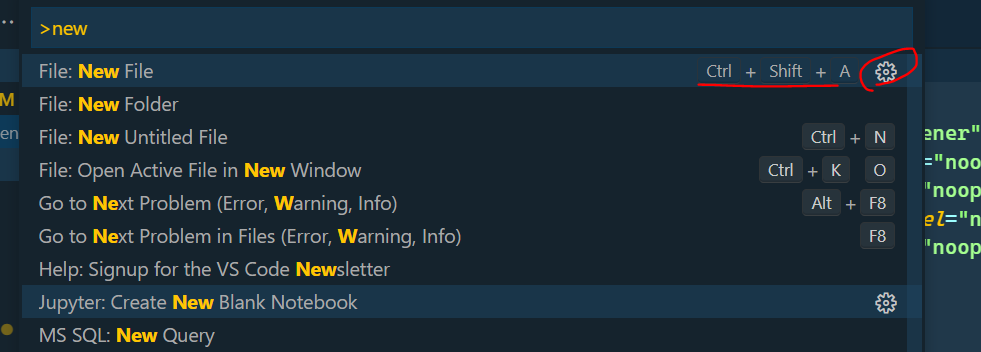 >new
File: New File Ctrl + Shift + A
File: New Folder
M
File: New Untitled File Ctrl + N
en
ener"
File: Open Active File in New Window Ctrl + K O
="noo
Go to Next Problem (Error, Warning, Info) Alt + F8
"noop
Go to Next Problem in Files (Error, Warning, Info) F8
el="n
Help: Signup for the VS Code Newsletter
"noop
Jupyter: Create New Blank Notebook
MS SQL: New Query